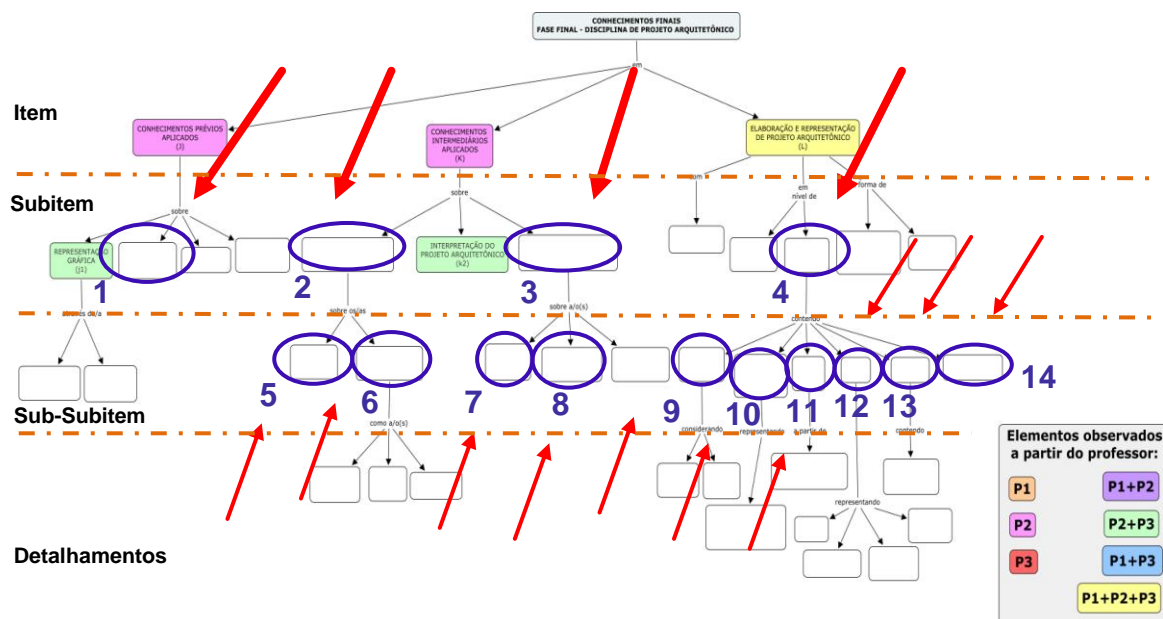 CONHECIMENTOS FINAIS
FASE FINAL - DISCIPLINA DE PROJETO ARQUITETÔNICO
em
Item
CONHECIMENTOS PRÉVIOS
APLICADOS
(J)
CONHECIMENTOS
INTERMEDIÁRIOS
APLICADOS
(K)
ELABORAÇÃO E REPRESENTAÇÃO
DE PROJETO ARQUITETÔNICO
(L)
Subitem
sobre
sobre
com
em
nível de
forma de
REPRESENTAÇÃO
GRÁFICA
(j1)
INTERPRETAÇÃO DO
PROJETO ARQUITETÔNICO
(k2)
1
2
3
4
através do/a
sobre os/as
sobre a/o(s)
contendo
5
6
7
8
9
10
11
12
13
14
Sub-Subitem
como a/o(s)
considerando
representando
a partir de
contendo
representando
Detalhamentos
Elementos observados
a partir do professor:
P1
P1+P2
P2
P2+P3
P3
P1+P3
P1+P2+P3